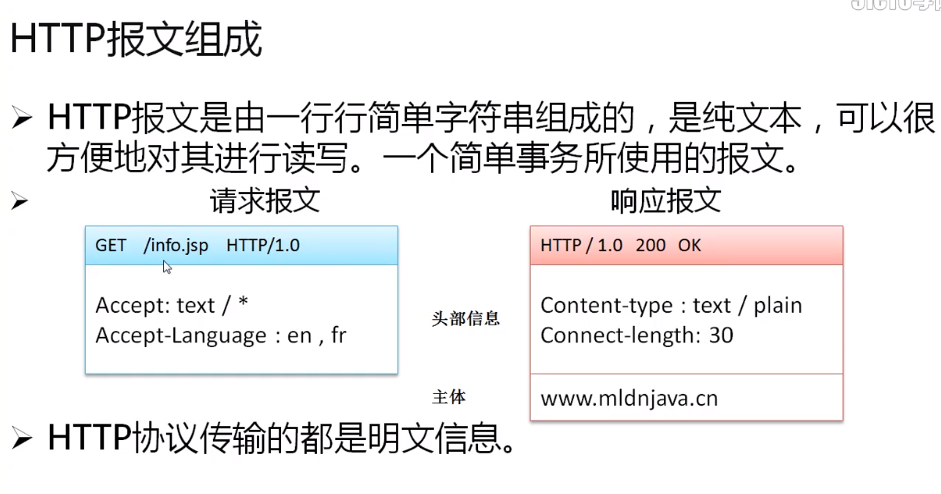 HTTP报文组成
➢ HTTP报文是由一行行简单字符串组成的，是纯文本，可以很
方便地对其进行读写。一个简单事务所使用的报文。
➢ 请求报文 响应报文
GET /info.jsp HTTP/1.0
HTTP / 1.0 200 OK
Accept: text / *
Accept-Language : en , fr
头部信息
Content-type : text / plain
Connect-length: 30
主体
www.mldnjava.cn
➢ HTTP协议传输的都是明文信息。